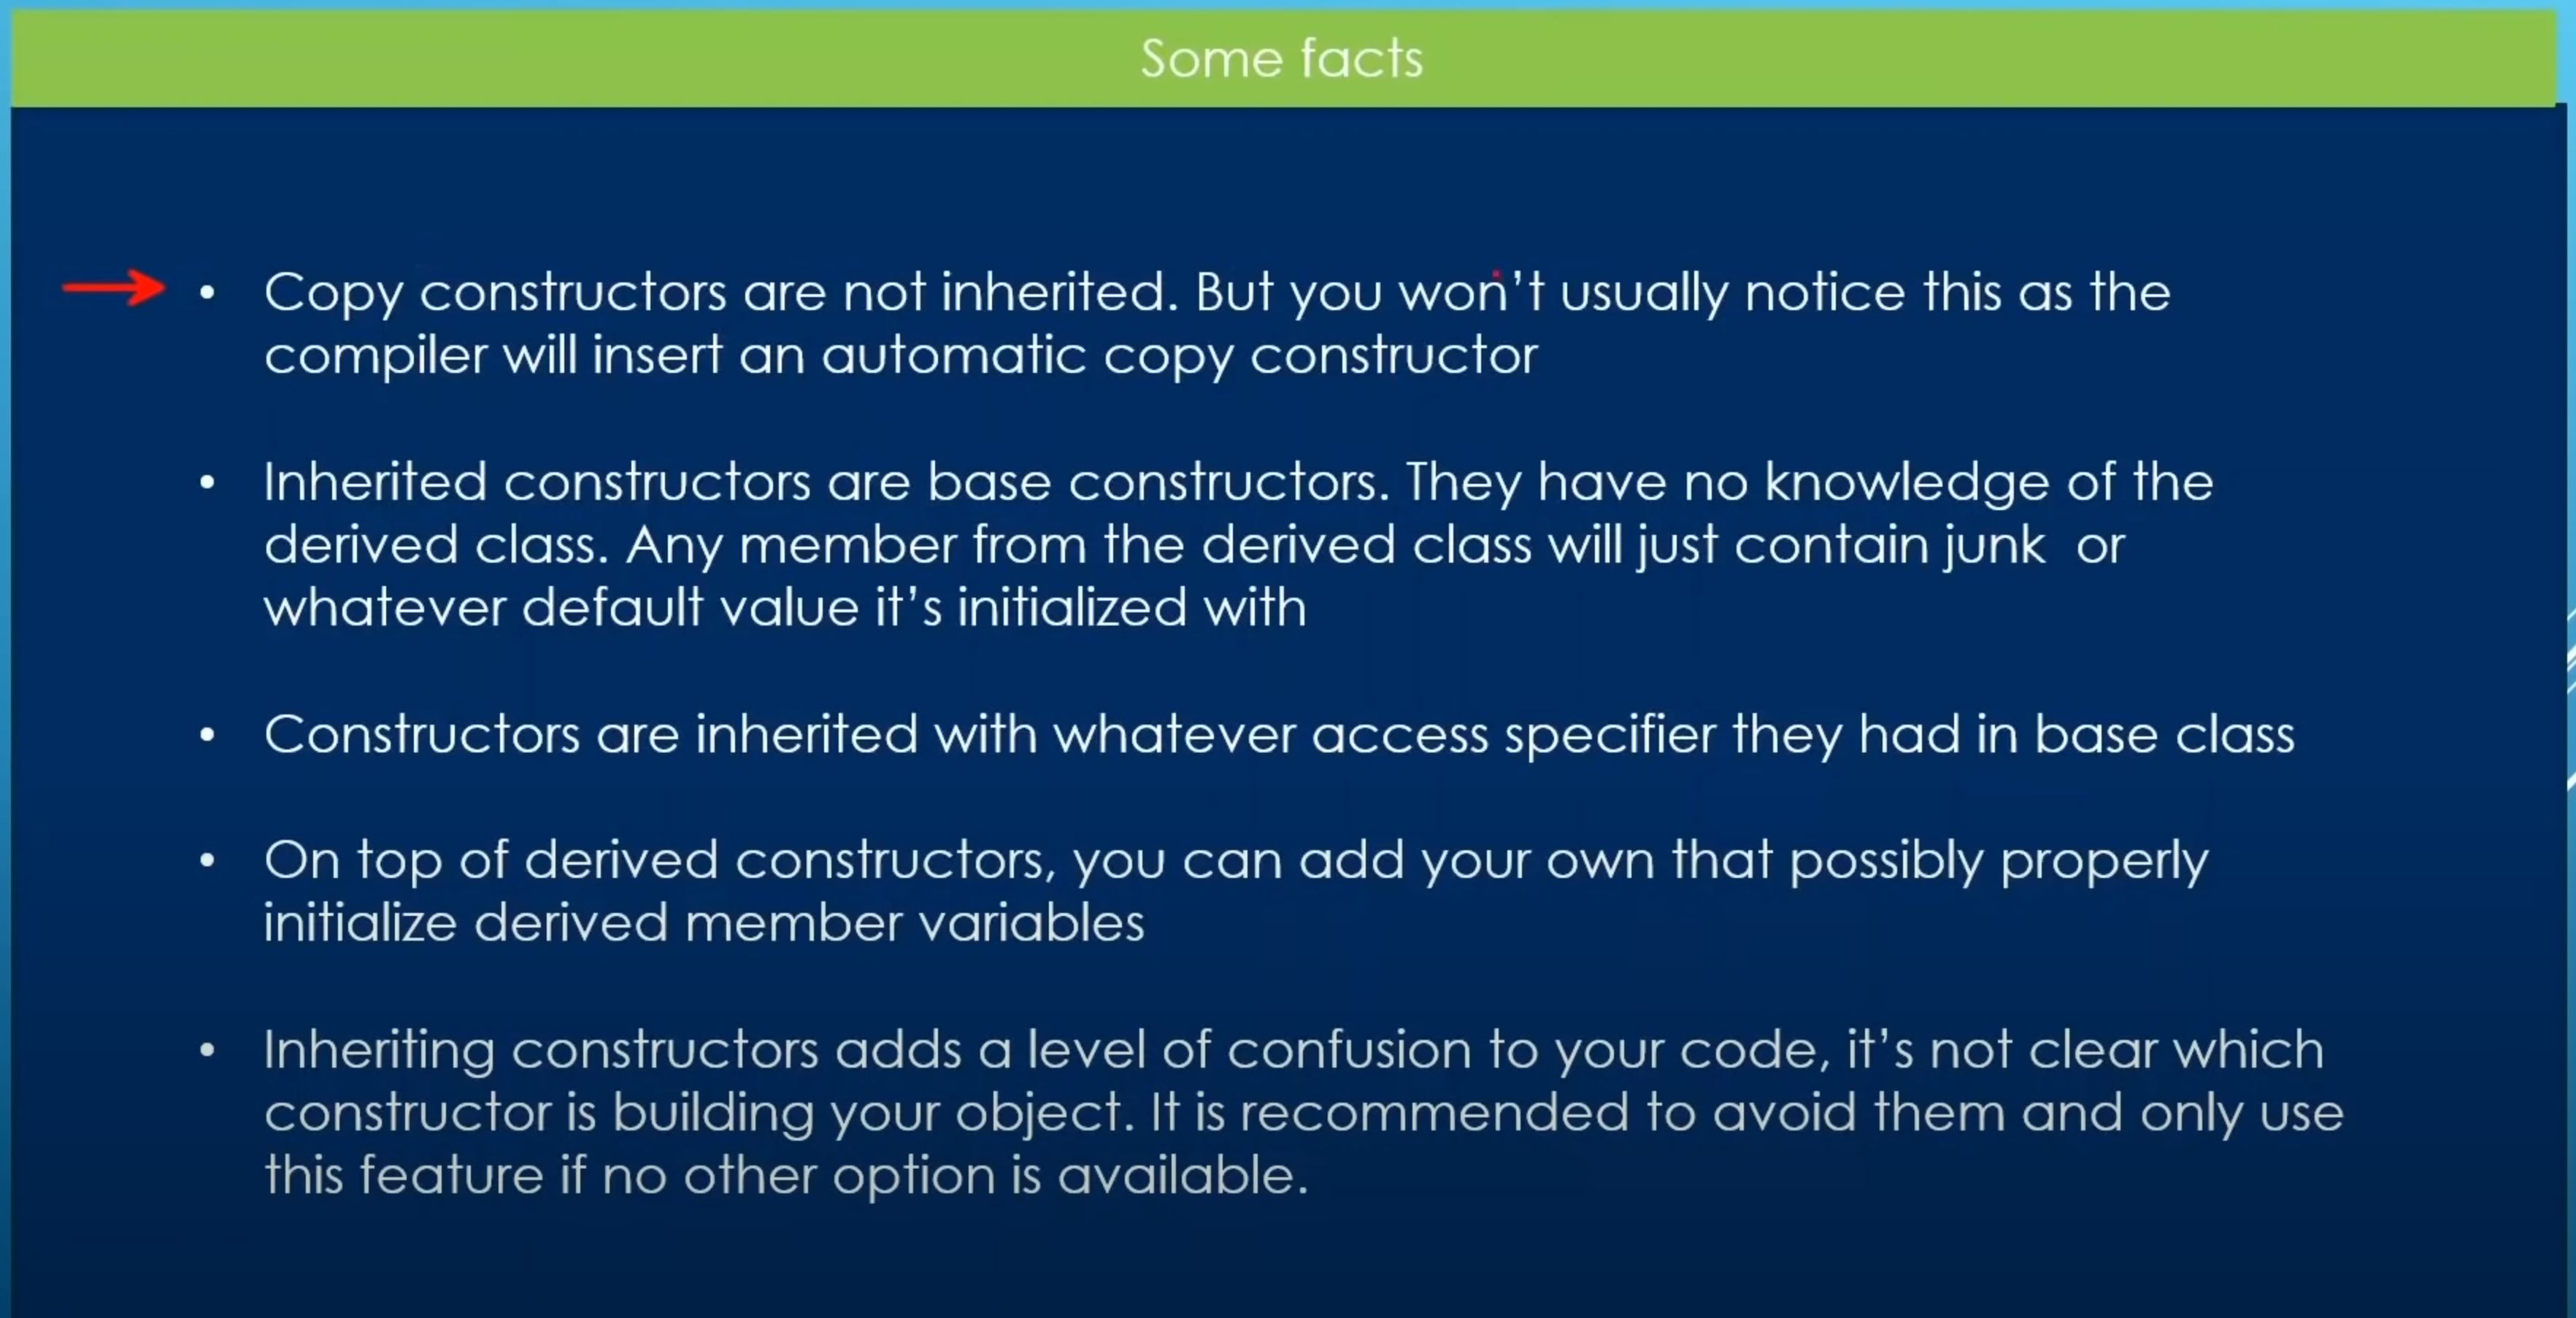 Some facts
• Copy constructors are not inherited. But you won't usually notice this as the
compiler will insert an automatic copy constructor
• Inherited constructors are base constructors. They have no knowledge of the
derived class. Any member from the derived class will just contain junk  or
whatever default value it's initialized with
• Constructors are inherited with whatever access specifier they had in base class
• On top of derived constructors, you can add your own that possibly properly
initialize derived member variables
• Inheriting constructors adds a level of confusion to your code, it's not clear which
constructor is building your object. It is recommended to avoid them and only use
this feature if no other option is available.